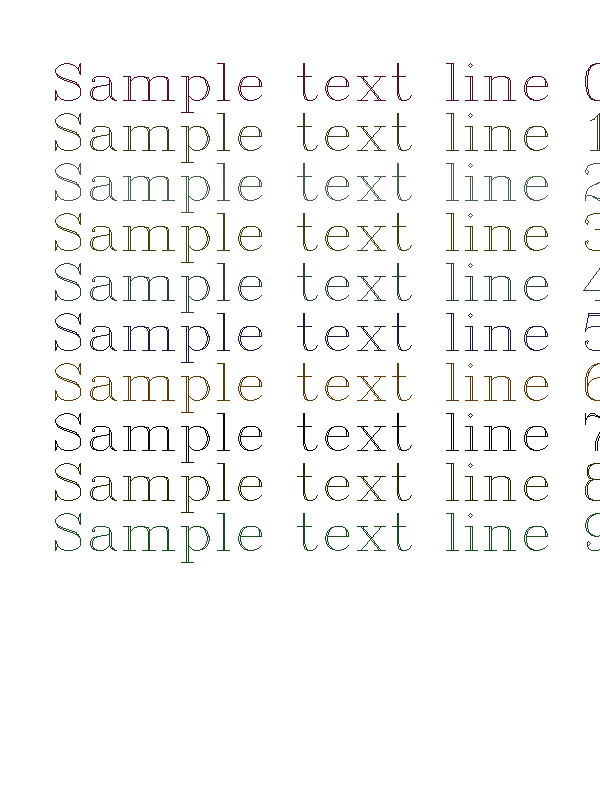 Sample text line 0
Sample text line 1
Sample text line 2
Sample text line 3
Sample text line 4
Sample text line 5
Sample text line 6
Sample text line 7
Sample text line 8
Sample text line 9